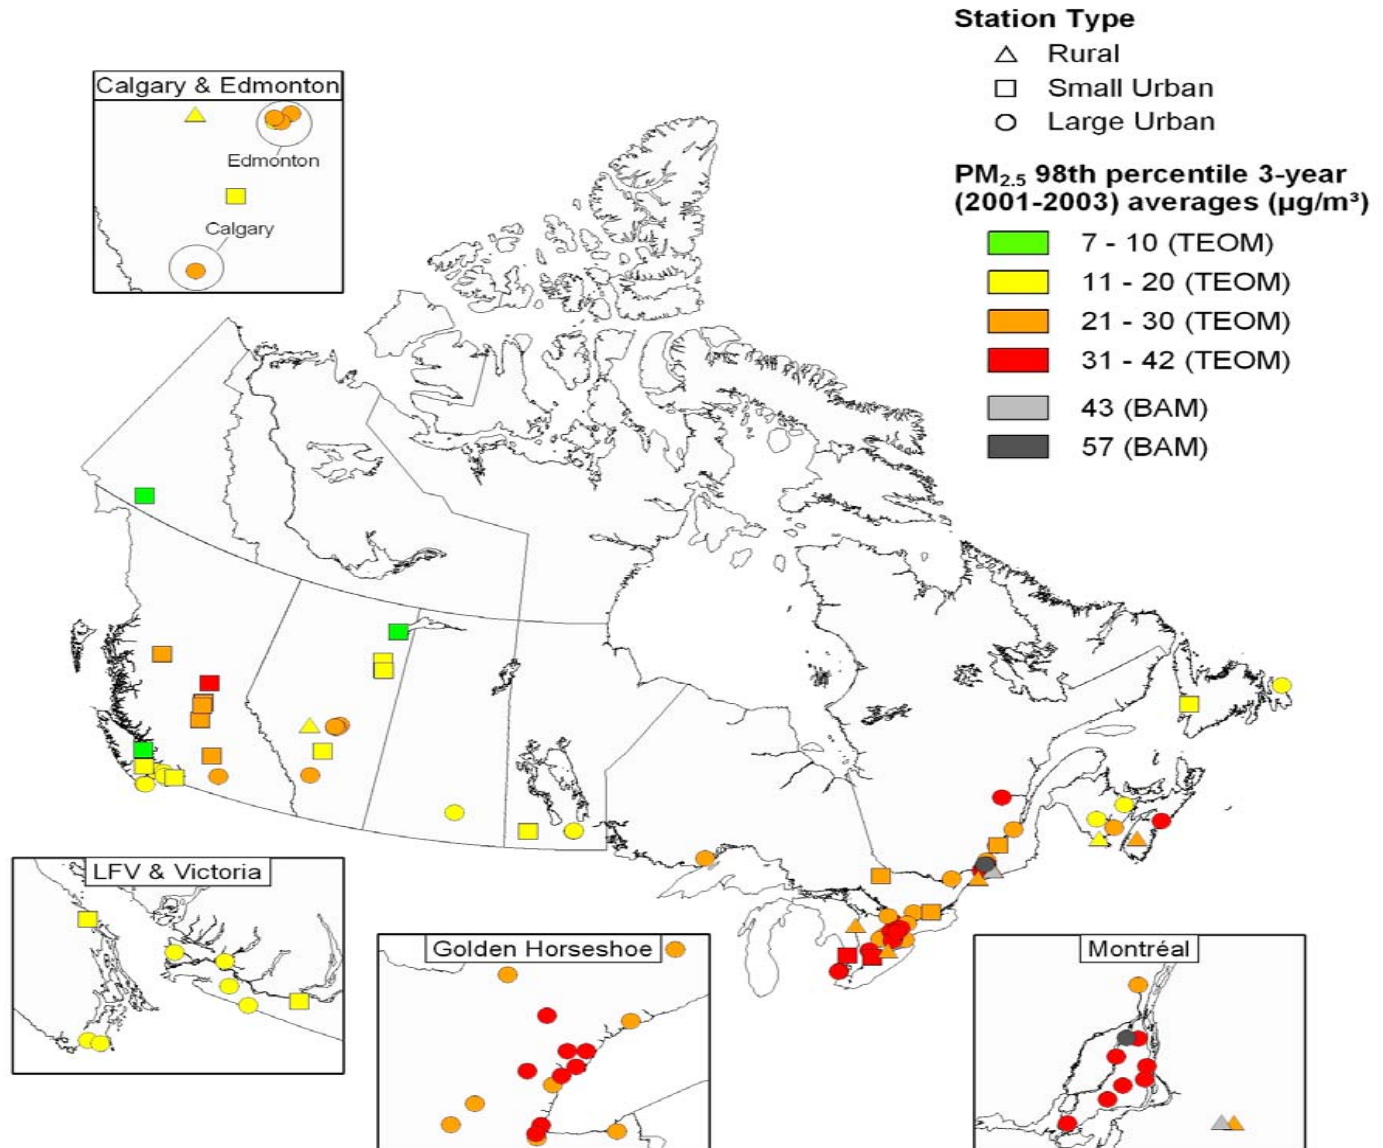 Station Type
Rural
Small Urban
Large Urban
PM₂.₅ 98th percentile 3-year
(2001-2003) averages (µg/m³)
7 - 10 (TEOM)
11 - 20 (TEOM)
21 - 30 (TEOM)
31 - 42 (TEOM)
43 (BAM)
57 (BAM)
Calgary & Edmonton
Edmonton
Calgary
LFV & Victoria
Golden Horseshoe
Montréal